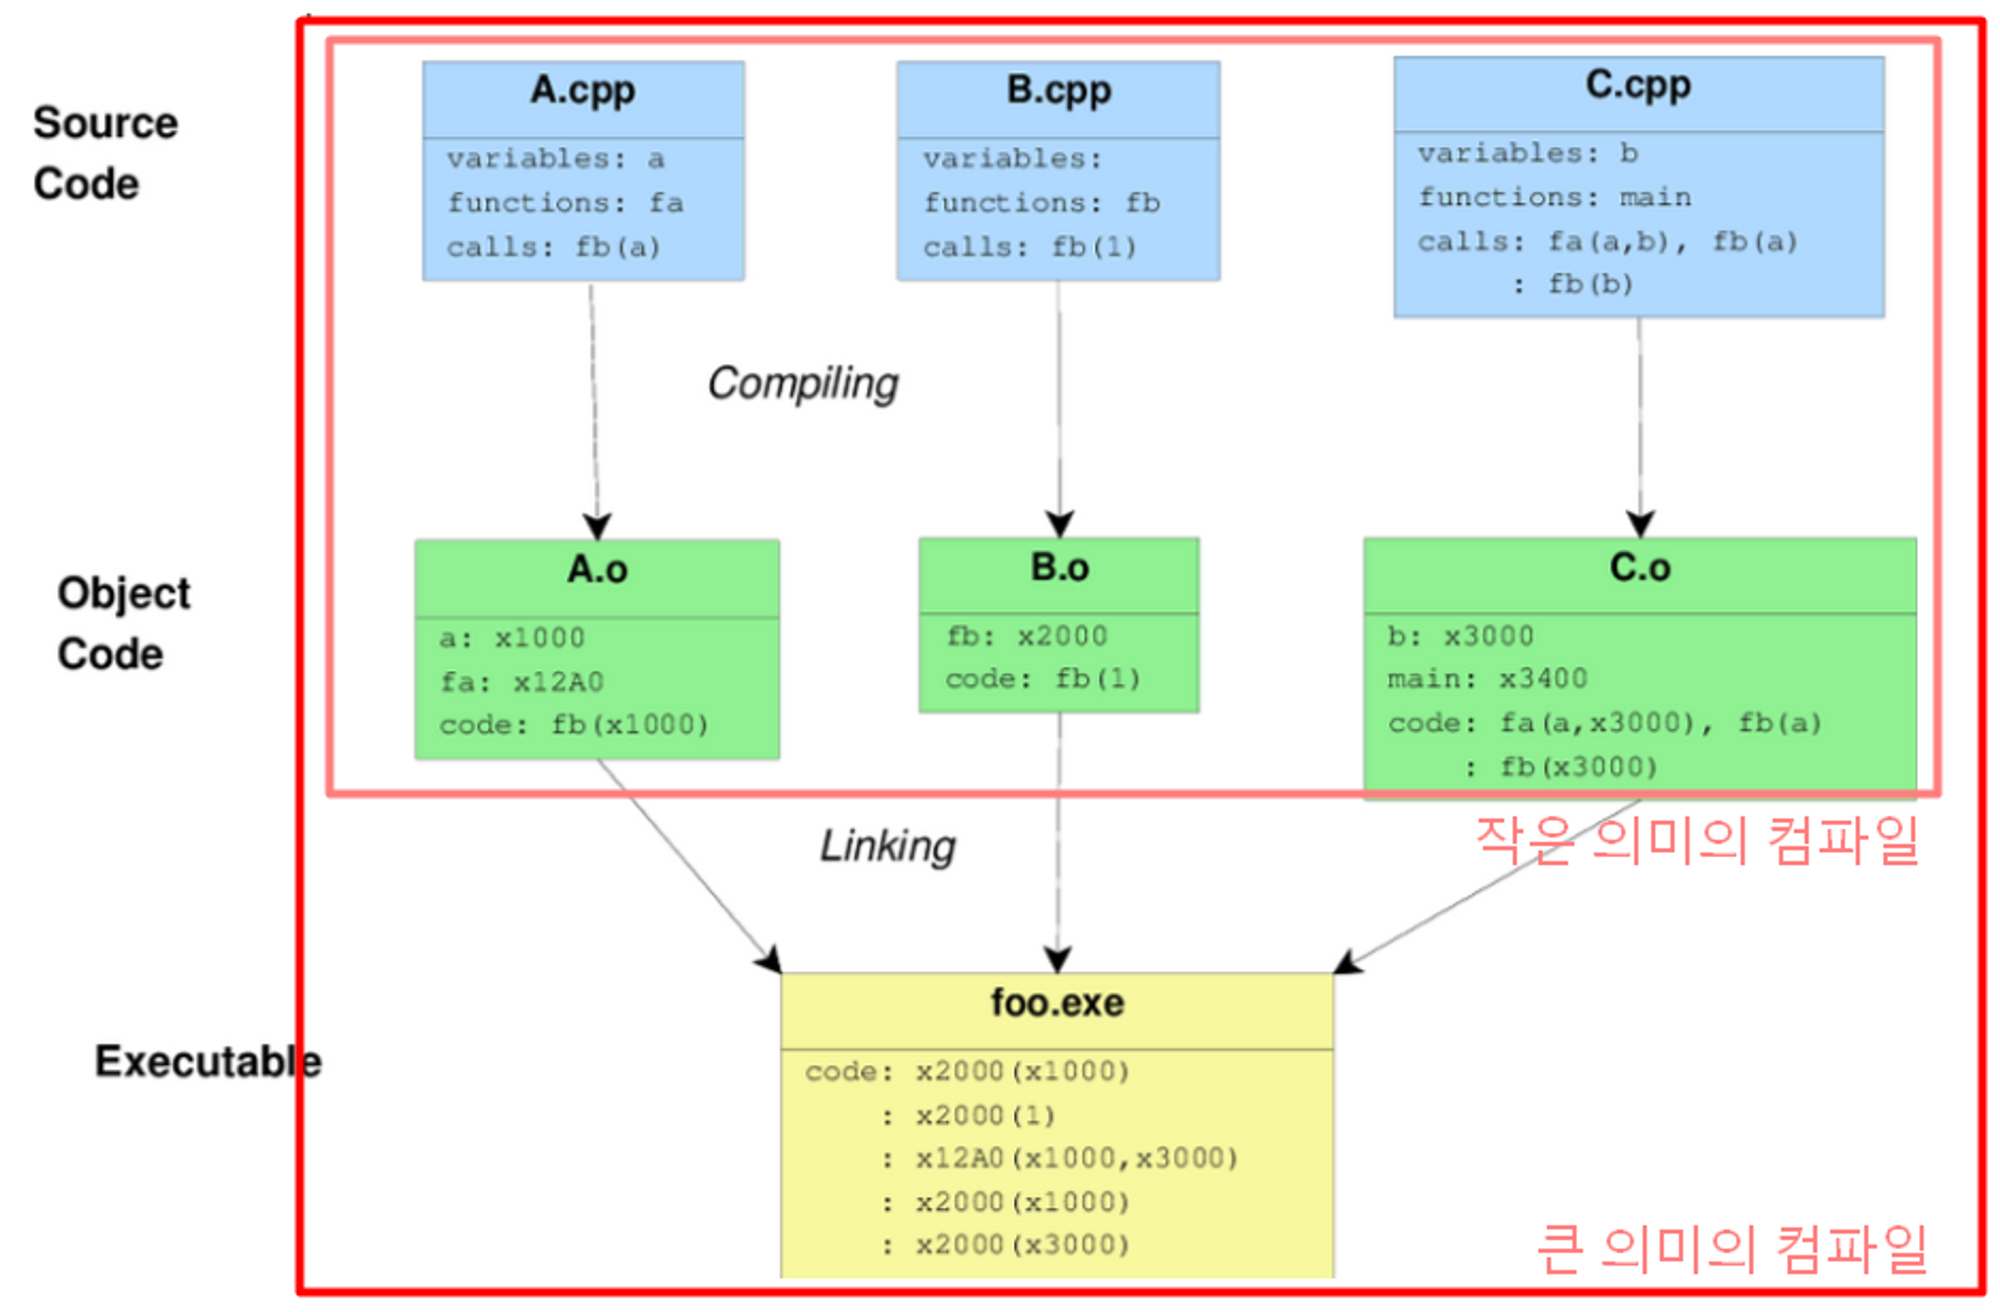 Source
Code
A.cpp
variables: a
functions: fa
calls: fb(a)
B.cpp
variables:
functions: fb
calls: fb(1)
C.cpp
variables: b
functions: main
calls: fa(a,b), fb(a)
: fb(b)
Compiling
Object
Code
A.o
a: x1000
fa: x12A0
code: fb(x1000)
B.o
fb: x2000
code: fb(1)
C.o
b: x3000
main: x3400
code: fa(a,x3000), fb(a)
: fb(x3000)
작은 의미의 컴파일
Linking
Executable
foo.exe
code: x2000(x1000)
: x2000(1)
: x12A0(x1000,x3000)
: x2000(x1000)
: x2000(x3000)
큰 의미의 컴파일